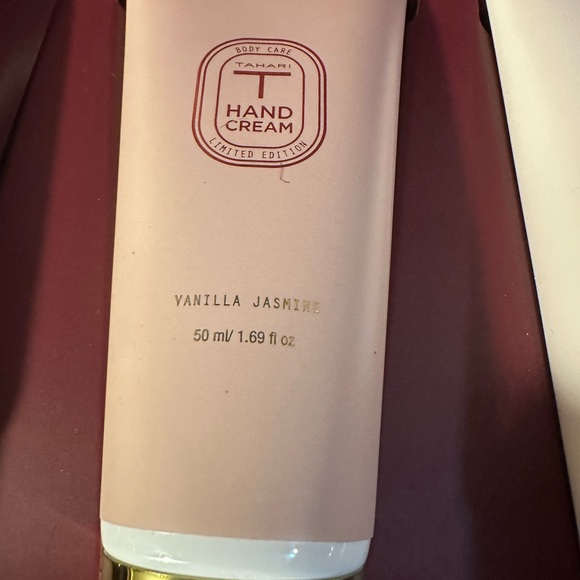 BODY CARE
TAHARI
T
HAND
CREAM
LIMITED EDITION
VANILLA JASMINE
50 ml/ 1.69 fl oz